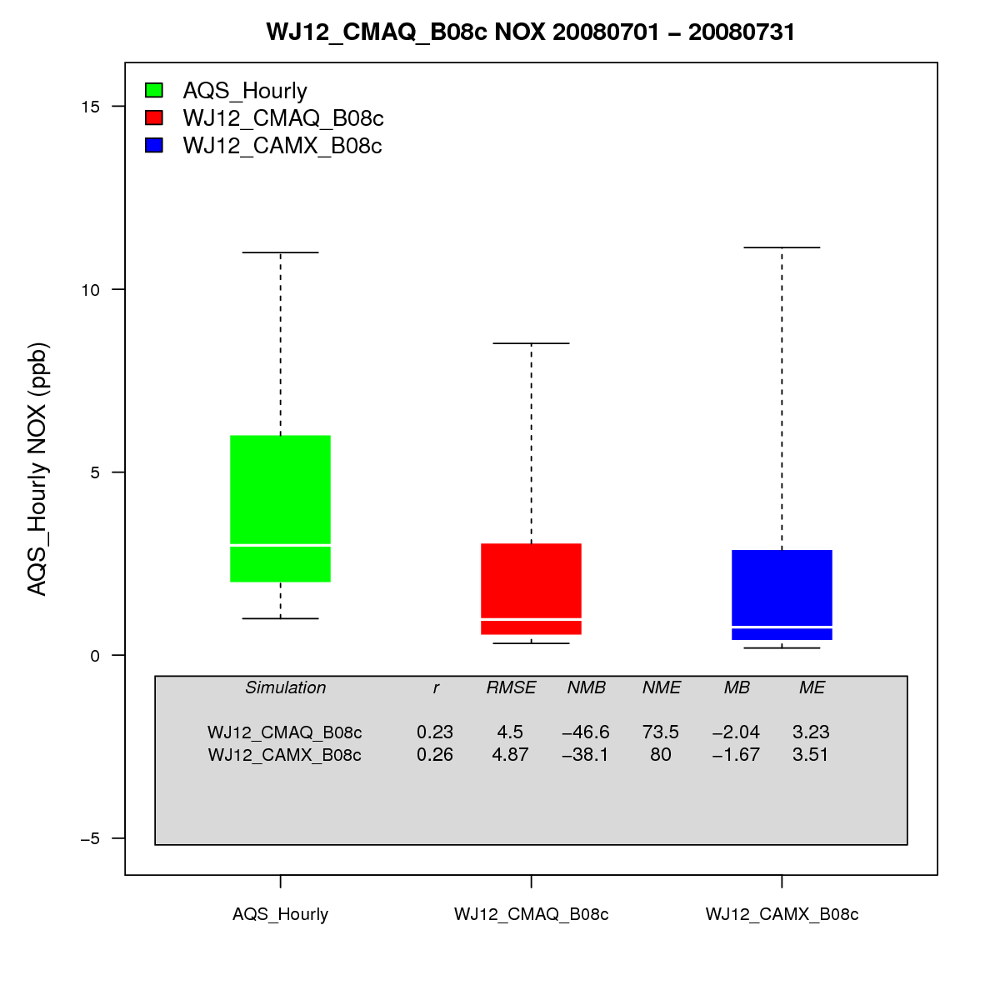 WJ12_CMAQ_B08c NOX 20080701 − 20080731
AQS_Hourly
WJ12_CMAQ_B08c
WJ12_CAMX_B08c
15
10
5
0
−5
AQS_Hourly NOX (ppb)
Simulation r RMSE NMB NME MB ME
WJ12_CMAQ_B08c 0.23 4.5 −46.6 73.5 −2.04 3.23
WJ12_CAMX_B08c 0.26 4.87 −38.1 80 −1.67 3.51
AQS_Hourly WJ12_CMAQ_B08c WJ12_CAMX_B08c